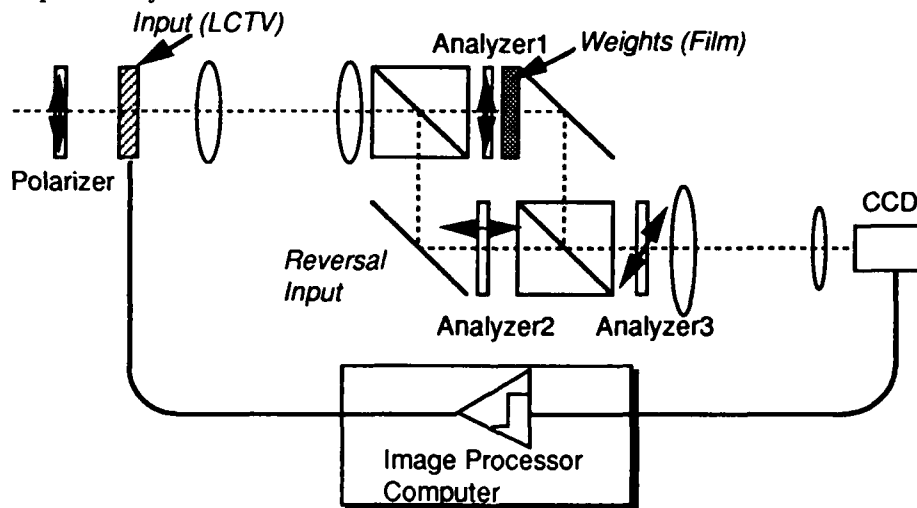 Input (LCTV)
Analyzer1
Weights (Film)
Polarizer
CCD
Reversal
Input
Analyzer2
Analyzer3
Image Processor
Computer